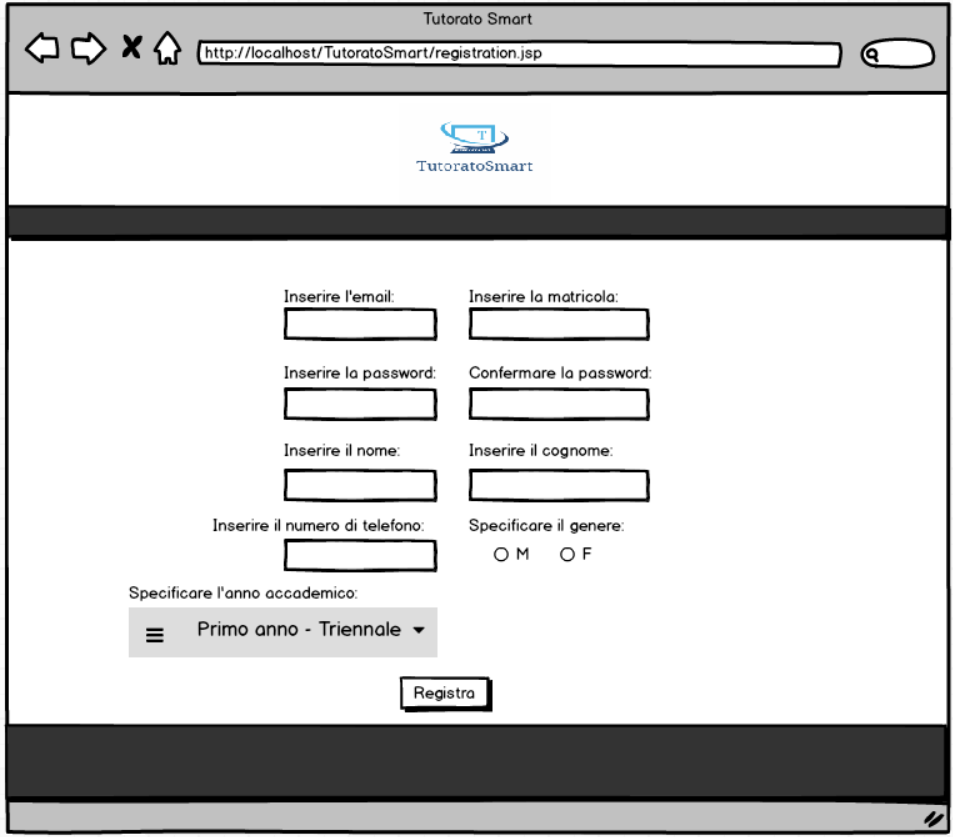 Tutorato Smart
http://localhost/TutoratoSmart/registration.jsp
T
TutoratoSmart
Inserire l'email: Inserire la matricola:
Inserire la password: Confermare la password:
Inserire il nome: Inserire il cognome:
Inserire il numero di telefono: Specificare il genere:
M F
Specificare l'anno accademico:
Primo anno - Triennale
Registra